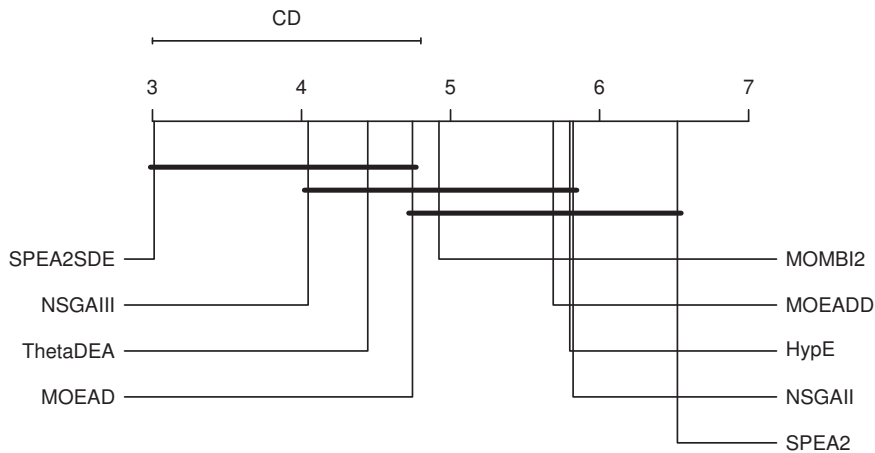 CD
3 4 5 6 7
SPEA2SDE MOMBI2
NSGAIII MOEADD
ThetaDEA HypE
MOEAD NSGAII
SPEA2